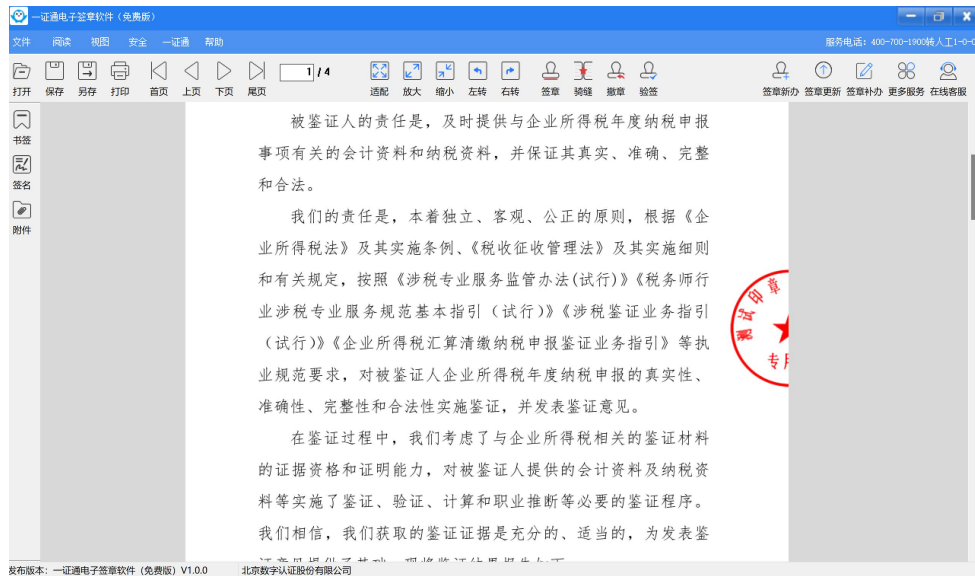 一证通电子签章软件（免费版）
文件 阅读 视图 安全 一证通 帮助 服务电话：400-700-1900转人工1-0-0
打开 保存 另存 打印 首页 上页 下页 1 / 4 尾页 适配 放大 缩小 左转 右转 签章 骑缝 撤章 验签 签章新办 签章更新 签章补办 更多服务 在线客服
书签
签名
附件
被鉴证人的责任是，及时提供与企业所得税年度纳税申报
事项有关的会计资料和纳税资料，并保证其真实、准确、完整
和合法。
我们的责任是，本着独立、客观、公正的原则，根据《企
业所得税法》及其实施条例、《税收征收管理法》及其实施细则
和有关规定，按照《涉税专业服务监管办法(试行)》《税务师行
业涉税专业服务规范基本指引（试行)》《涉税鉴证业务指引
（试行)》《企业所得税汇算清缴纳税申报鉴证业务指引》等执
业规范要求，对被鉴证人企业所得税年度纳税申报的真实性、
准确性、完整性和合法性实施鉴证，并发表鉴证意见。
在鉴证过程中，我们考虑了与企业所得税相关的鉴证材料
的证据资格和证明能力，对被鉴证人提供的会计资料及纳税资
料等实施了鉴证、验证、计算和职业推断等必要的鉴证程序。
我们相信，我们获取的鉴证证据是充分的、适当的，为发表鉴
测试印章
专用
发布版本：一证通电子签章软件（免费版）V1.0.0 北京数字认证股份有限公司